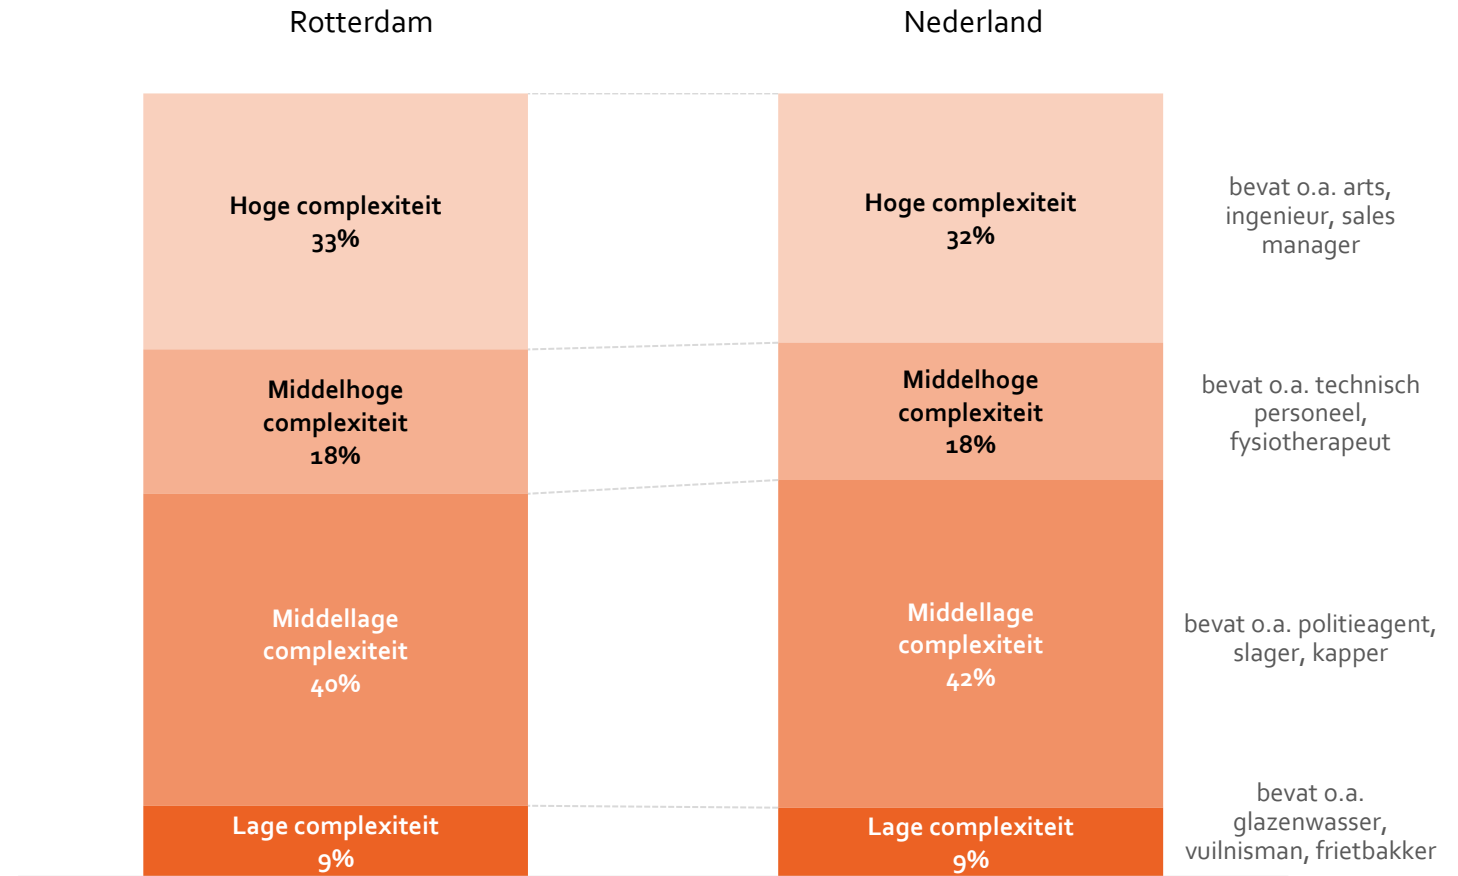 Rotterdam
Nederland
Hoge complexiteit
33%
Hoge complexiteit
32%
bevat o.a. arts,
ingenieur, sales
manager
Middelhoge
complexiteit
18%
Middelhoge
complexiteit
18%
bevat o.a. technisch
personeel,
fysiotherapeut
Middellage
complexiteit
40%
Middellage
complexiteit
42%
bevat o.a. politieagent,
slager, kapper
Lage complexiteit
9%
Lage complexiteit
9%
bevat o.a.
glazenwasser,
vuilnisman, frietbakker